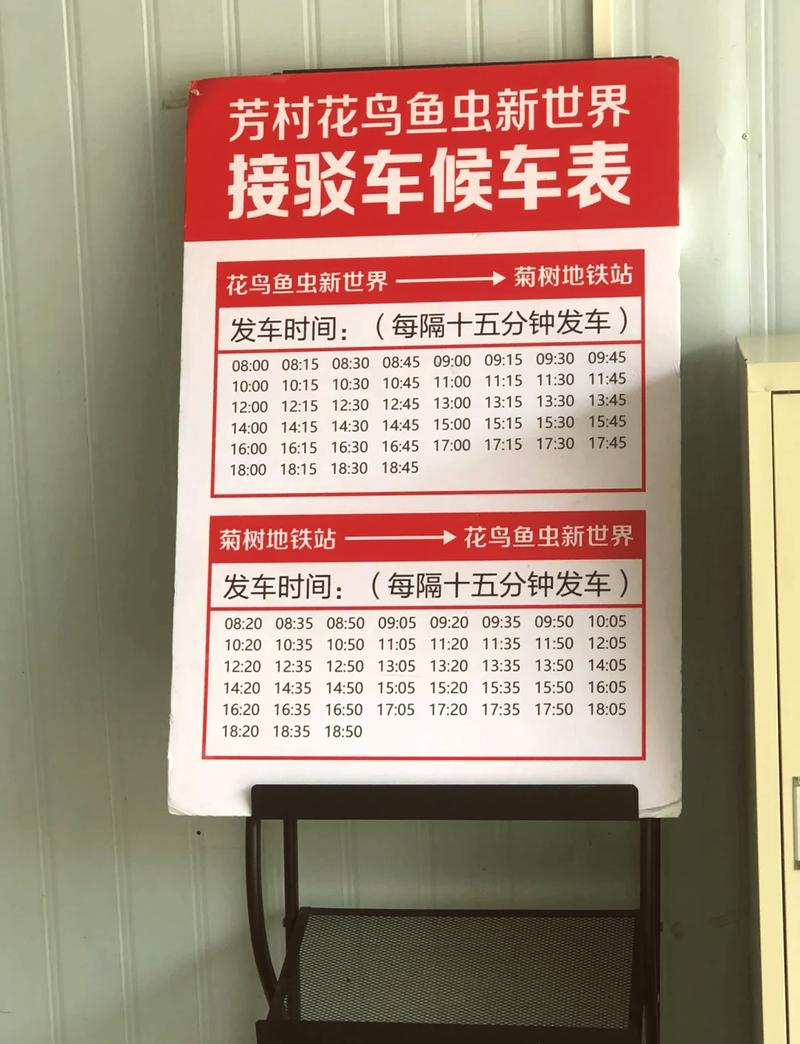 芳村花鸟鱼虫新世界
接驳车候车表
花鸟鱼虫新世界 → 菊树地铁站
发车时间：（每隔十五分钟发车）
08:00 08:15 08:30 08:45 09:00 09:15 09:30 09:45
10:00 10:15 10:30 10:45 11:00 11:15 11:30 11:45
12:00 12:15 12:30 12:45 13:00 13:15 13:30 13:45
14:00 14:15 14:30 14:45 15:00 15:15 15:30 15:45
16:00 16:15 16:30 16:45 17:00 17:15 17:30 17:45
18:00 18:15 18:30 18:45
菊树地铁站 → 花鸟鱼虫新世界
发车时间：（每隔十五分钟发车）
08:20 08:35 08:50 09:05 09:20 09:35 09:50 10:05
10:20 10:35 10:50 11:05 11:20 11:35 11:50 12:05
12:20 12:35 12:50 13:05 13:20 13:35 13:50 14:05
14:20 14:35 14:50 15:05 15:20 15:35 15:50 16:05
16:20 16:35 16:50 17:05 17:20 17:35 17:50 18:05
18:20 18:35 18:50